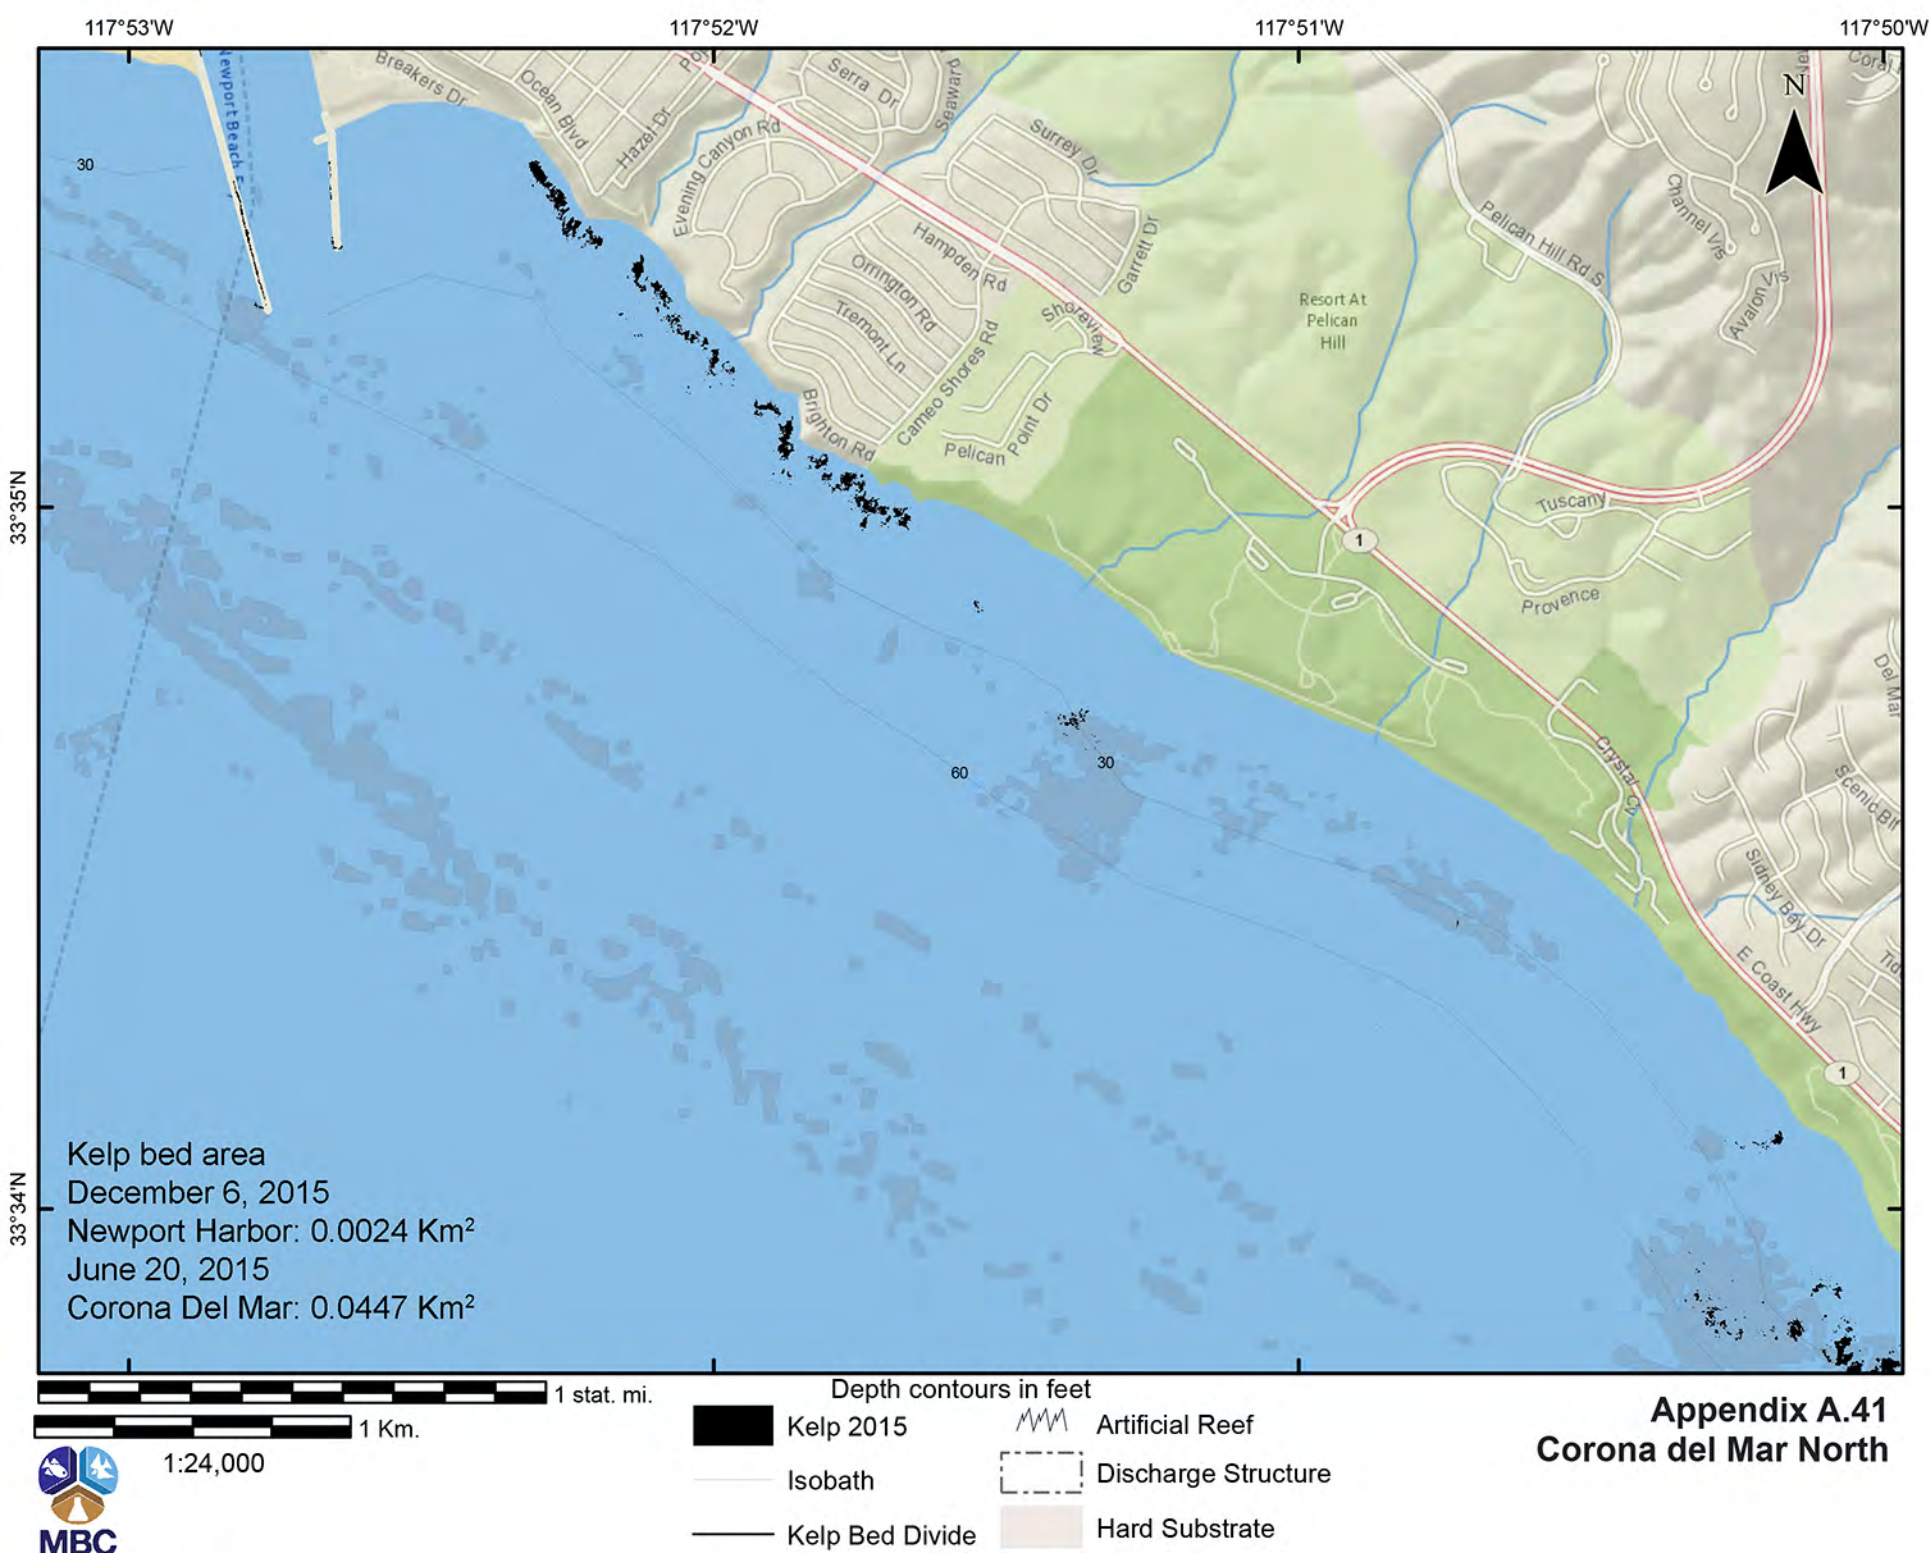 117°53'W
117°52'W
117°51'W
117°50'W
33°35'N
33°34'N
Newport Beach
Breakers Dr
Ocean Blvd
Hazel Dr
Serra Dr
Seaward
Evening Canyon Rd
Surrey Dr
Garrett Dr
Hampden Rd
Orrington Rd
Tremont Ln
Brighton Rd
Cameo Shores Rd
Shoreview
Pelican
Point Dr
Resort At
Pelican
Hill
Pelican Hill Rd S
Channel Vis
Avalon Vis
Coral
N
Tuscany
Provence
1
Del Mar
Scenic Blf
Crystal Cv
Sidney Bay Dr
E Coast Hwy
Tid
1
30
60
30
Kelp bed area
December 6, 2015
Newport Harbor: 0.0024 Km²
June 20, 2015
Corona Del Mar: 0.0447 Km²
1 stat. mi.
1 Km.
1:24,000
MBC
Depth contours in feet
Kelp 2015
Isobath
Kelp Bed Divide
Artificial Reef
Discharge Structure
Hard Substrate
Appendix A.41
Corona del Mar North